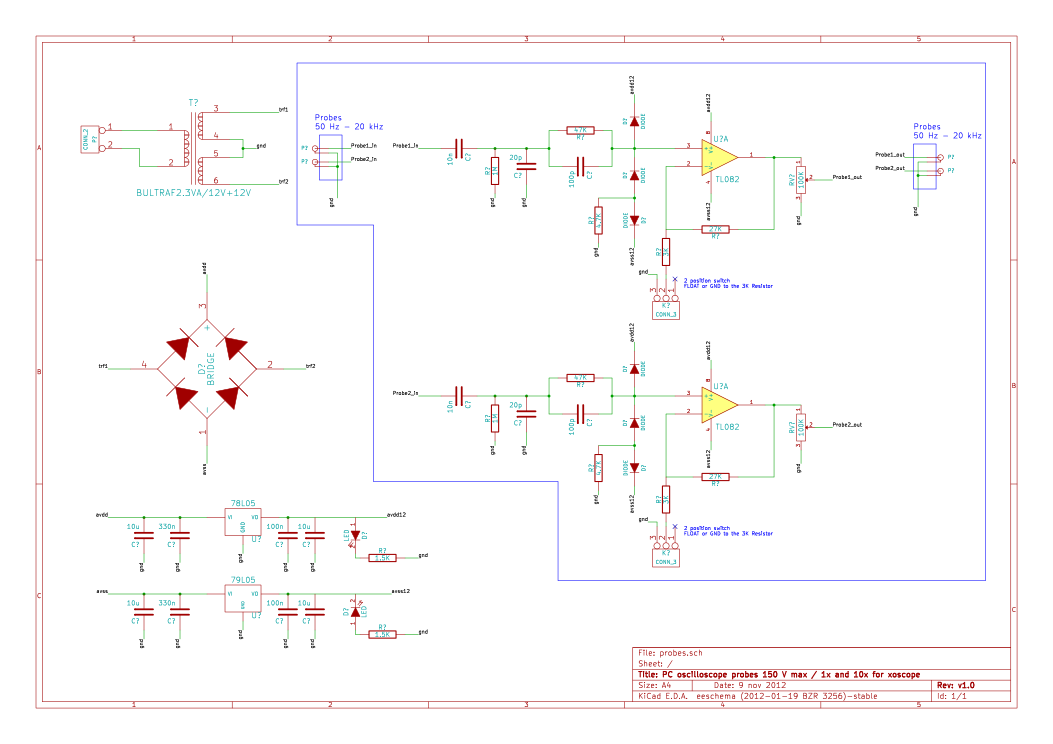 1 2 3 4 5
A
B
C
T?
CONN_2
P?
1
2
1
2
3
4
5
6
trf1
gnd
trf2
BULTRAF2.3VA/12V+12V
Probes
50 Hz - 20 kHz
P?
P?
Probe1_in
Probe2_in
gnd
Probe1_in
10n
C?
R?
1M
gnd
20p
C?
gnd
47K
R?
100p
C?
avdd12
D?
DIODE
D?
DIODE
DIODE
D?
avss12
R?
4.7K
gnd
avdd12
8
U?A
3
2
V+
V-
1
TL082
4
avss12
27K
R?
R?
3K
gnd
3
2
1
K?
CONN_3
2 position switch
FLOAT or GND to the 3K Resistor
RV?
100K
1
2
3
gnd
Probe1_out
Probes
50 Hz - 20 kHz
Probe1_out
Probe2_out
P?
P?
gnd
A
B
C
avdd
3
+
trf1
4
D?
BRIDGE
2
trf2
-
1
avss
Probe2_in
10n
C?
R?
1M
gnd
20p
C?
gnd
47K
R?
100p
C?
avdd12
D?
DIODE
D?
DIODE
DIODE
D?
avss12
R?
4.7K
gnd
avdd12
8
U?A
3
2
V+
V-
1
TL082
4
avss12
27K
R?
R?
3K
gnd
3
2
1
K?
CONN_3
2 position switch
FLOAT or GND to the 3K Resistor
RV?
100K
1
2
3
gnd
Probe2_out
78L05
avdd
10u
C?
gnd
330n
C?
gnd
VI
VO
GND
U?
gnd
100n
C?
gnd
10u
C?
LED
D?
avdd12
R?
1.5K
gnd
79L05
avss
10u
C?
gnd
330n
C?
gnd
VI
VO
GND
U?
gnd
100n
C?
gnd
10u
C?
gnd
2
D?
LED
1
avss12
R?
1.5K
gnd
File: probes.sch
Sheet: /
Title: PC oscilloscope probes 150 V max / 1x and 10x for xoscope
Size: A4 Date: 9 nov 2012 Rev: v1.0
KiCad E.D.A. eeschema (2012-01-19 BZR 3256)-stable Id: 1/1
1 2 3 4 5